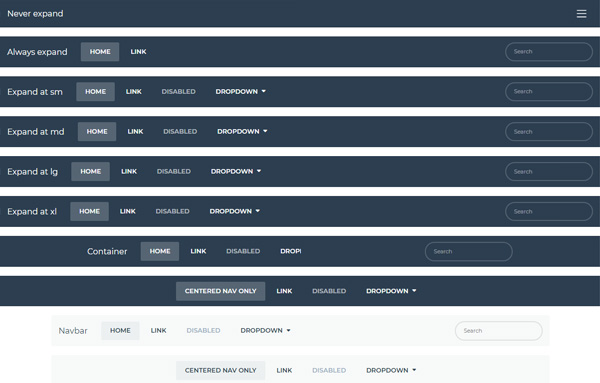 Never expand
Always expand HOME LINK Search
Expand at sm HOME LINK DISABLED DROPDOWN Search
Expand at md HOME LINK DISABLED DROPDOWN Search
Expand at lg HOME LINK DISABLED DROPDOWN Search
Expand at xl HOME LINK DISABLED DROPDOWN Search
Container HOME LINK DISABLED DROP Search
CENTERED NAV ONLY LINK DISABLED DROPDOWN
Navbar HOME LINK DISABLED DROPDOWN Search
CENTERED NAV ONLY LINK DISABLED DROPDOWN